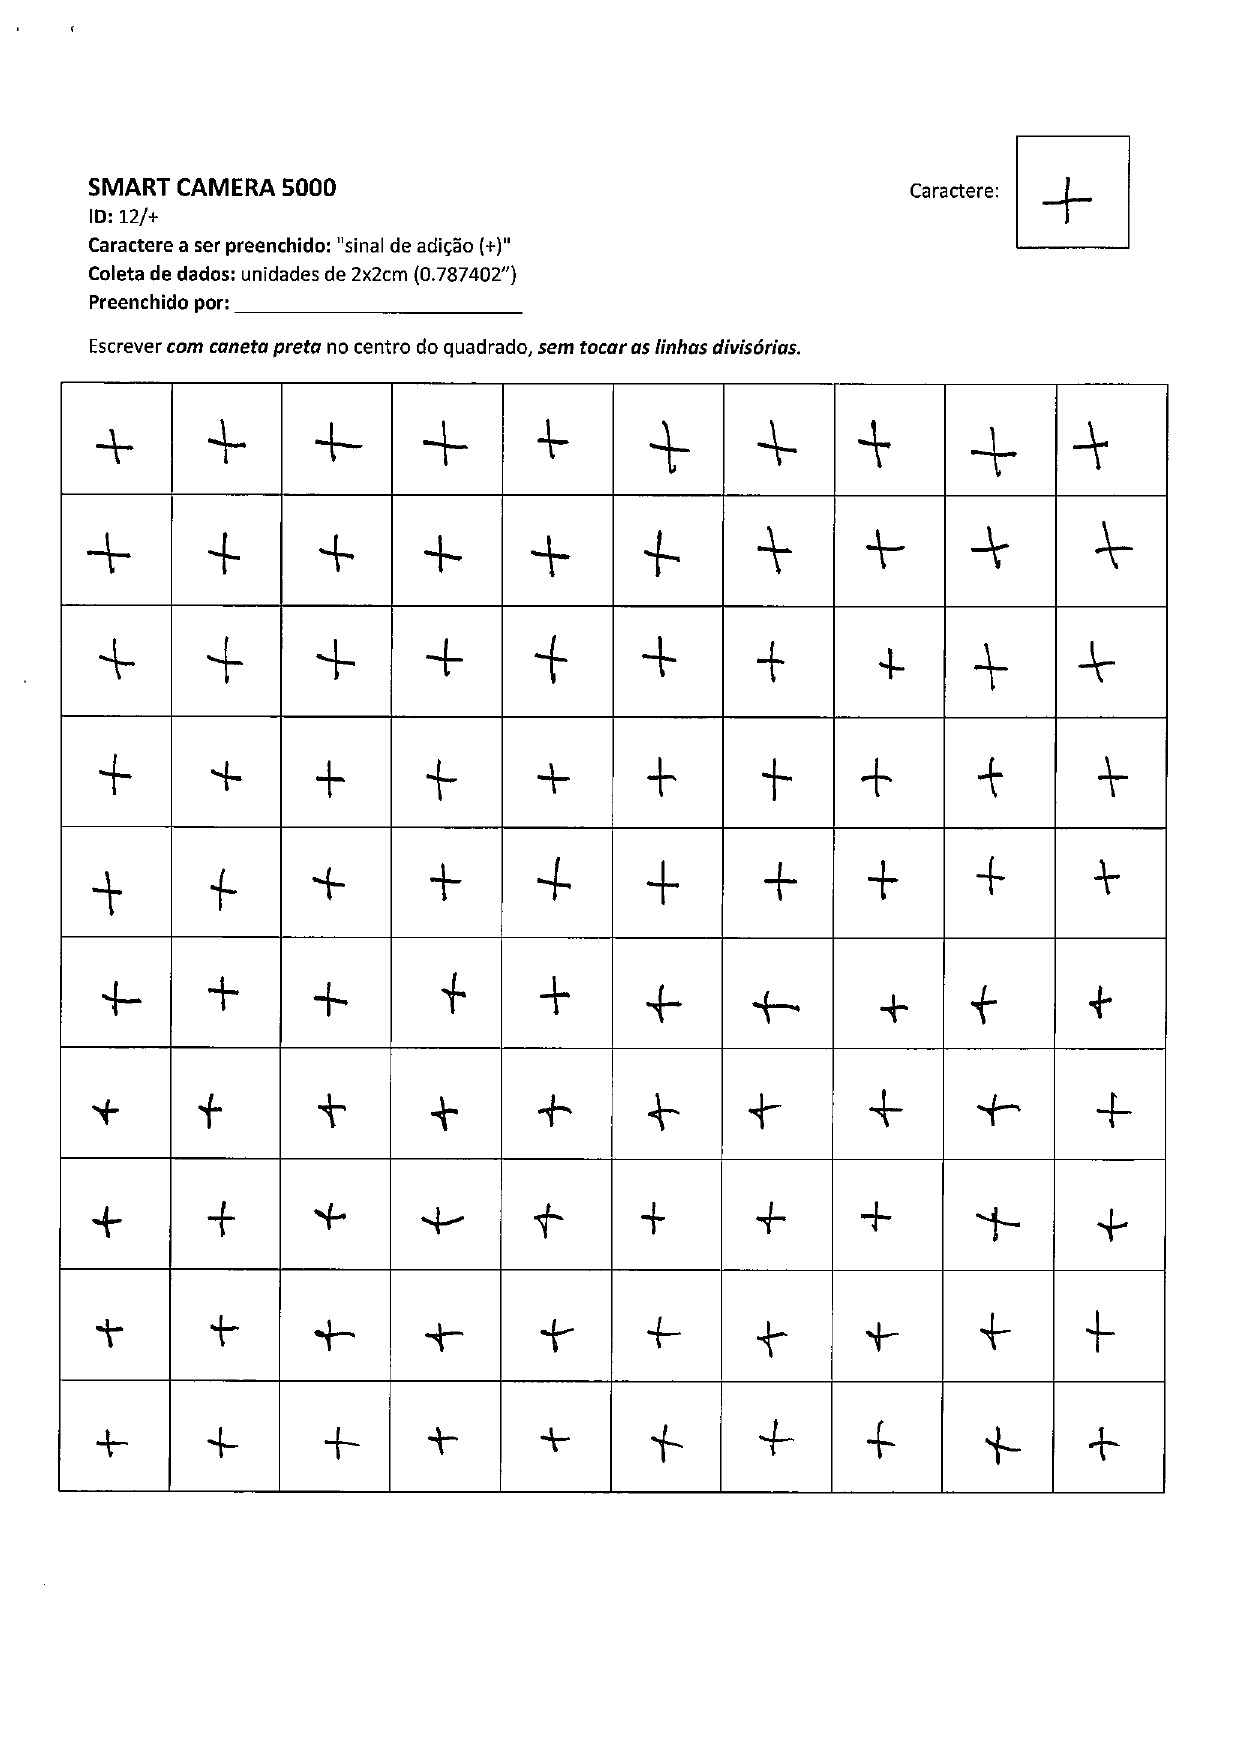 SMART CAMERA 5000
ID: 12/+
Caractere a ser preenchido: "sinal de adição (+)"
Coleta de dados: unidades de 2x2cm (0.787402")
Preenchido por: ____________________
Caractere: +
Escrever com caneta preta no centro do quadrado, sem tocar as linhas divisórias.
+ + + + + + + + + +
+ + + + + + + + + +
+ + + + + + + + + +
+ + + + + + + + + +
+ + + + + + + + + +
+ + + + + + + + + +
+ + + + + + + + + +
+ + + + + + + + + +
+ + + + + + + + + +
+ + + + + + + + + +